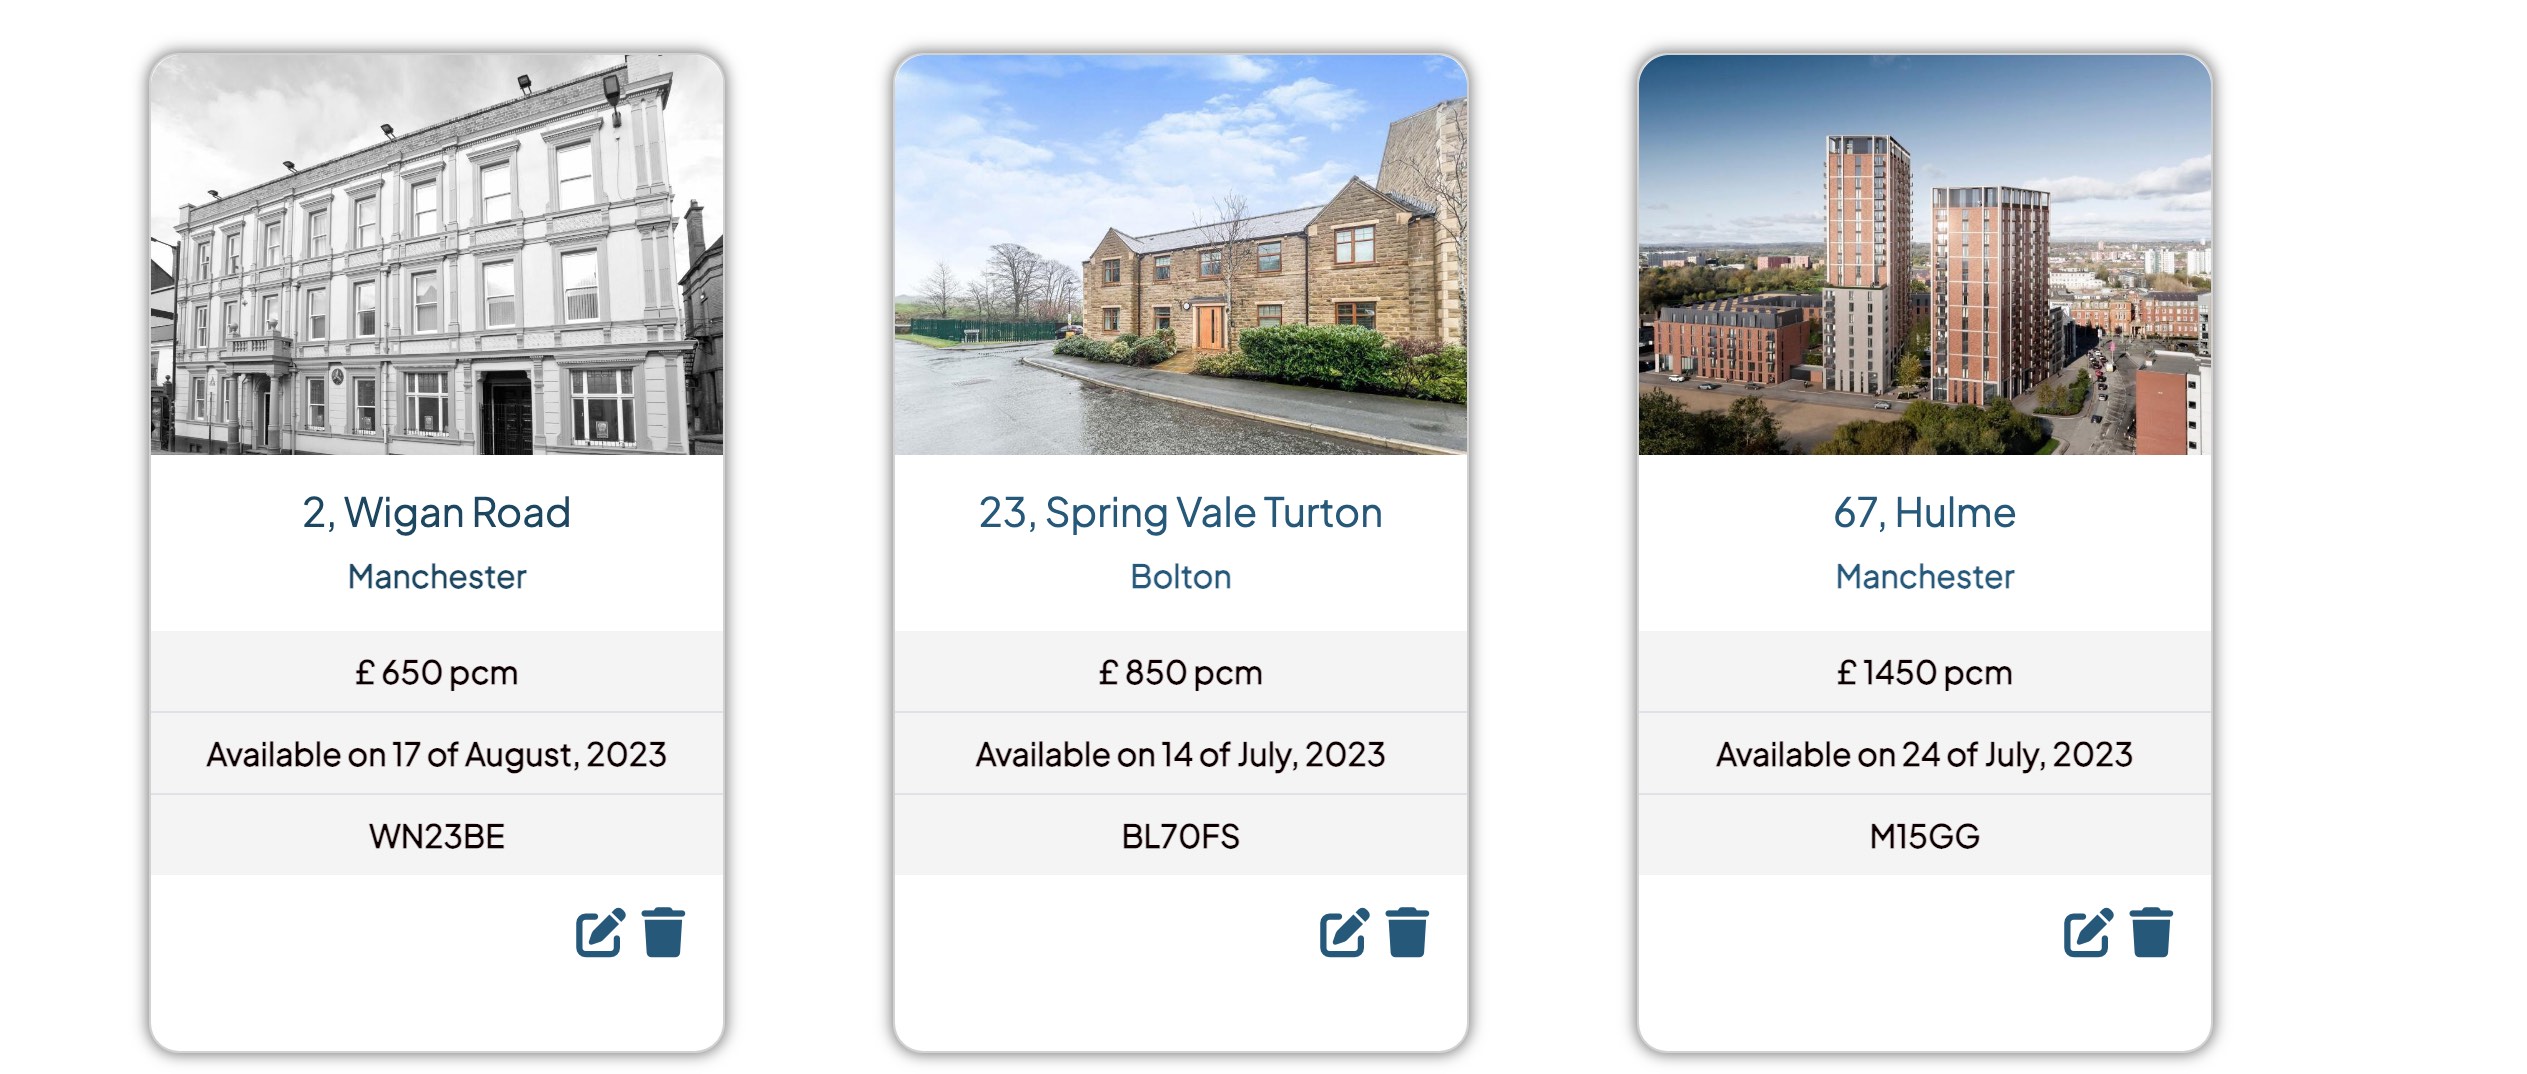 2, Wigan Road
Manchester
£ 650 pcm
Available on 17 of August, 2023
WN23BE
23, Spring Vale Turton
Bolton
£ 850 pcm
Available on 14 of July, 2023
BL70FS
67, Hulme
Manchester
£ 1450 pcm
Available on 24 of July, 2023
M15GG